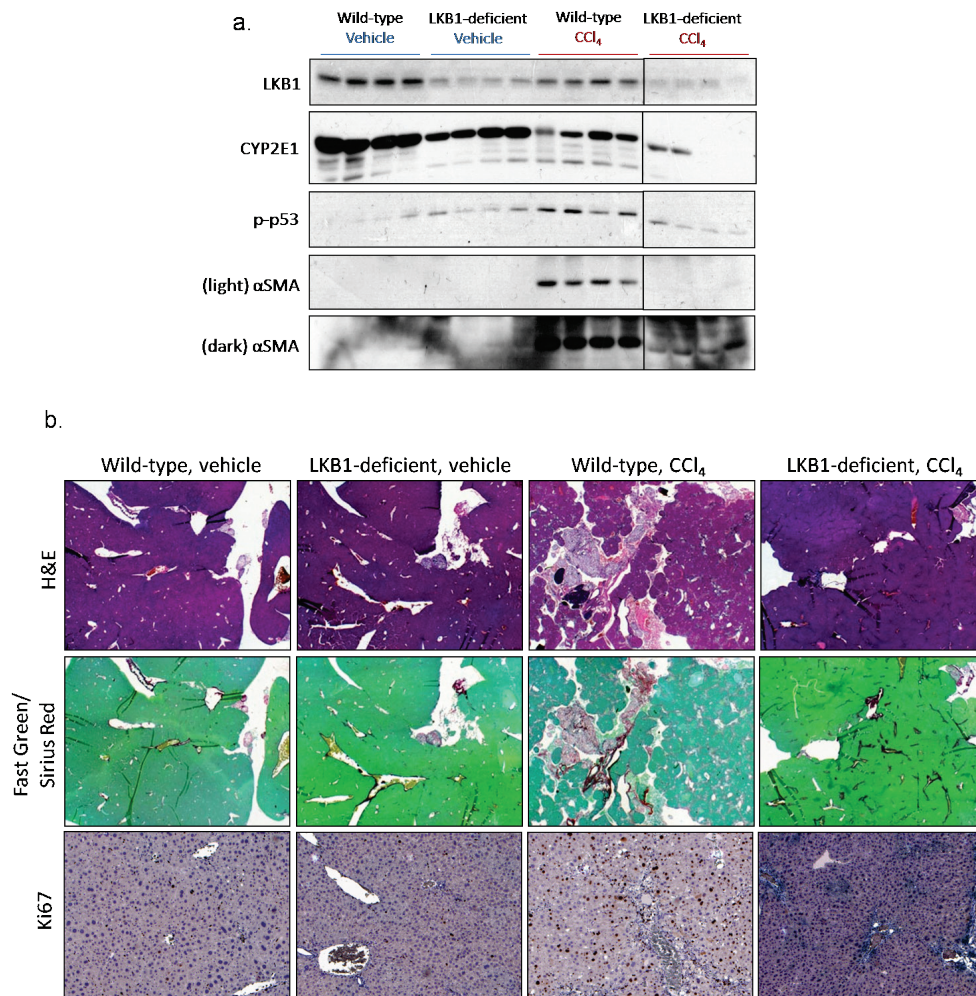 a.
Wild-type LKB1-deficient Wild-type LKB1-deficient
Vehicle Vehicle CCl₄ CCl₄
LKB1
CYP2E1
p-p53
(light) αSMA
(dark) αSMA
b.
Wild-type, vehicle LKB1-deficient, vehicle Wild-type, CCl₄ LKB1-deficient, CCl₄
H&E
Fast Green/
Sirius Red
Ki67